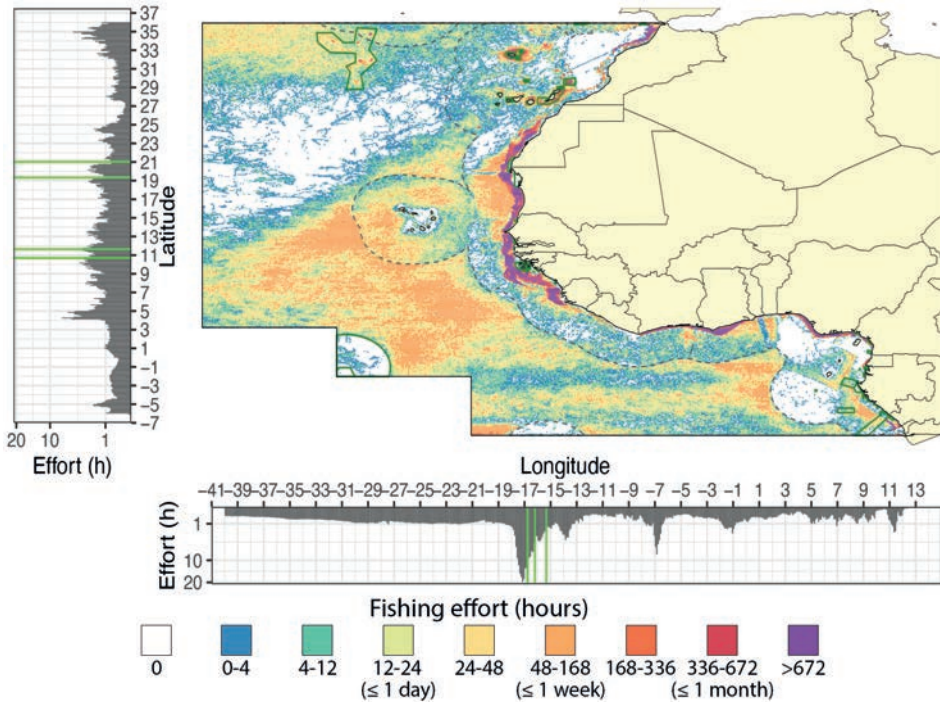 37
35
33
31
29
27
25
23
21
19
17
15
13
11
9
7
5
3
1
−1
−3
−5
−7
Latitude
20 10 1
Effort (h)
Longitude
−41−39−37−35−33−31−29−27−25−23−21−19−17−15−13−11−9 −7 −5 −3 −1 1 3 5 7 9 11 13
Effort (h)
1
10
20
Fishing effort (hours)
0 0-4 4-12 12-24 24-48 48-168 168-336 336-672 >672
(≤ 1 day) (≤ 1 week) (≤ 1 month)